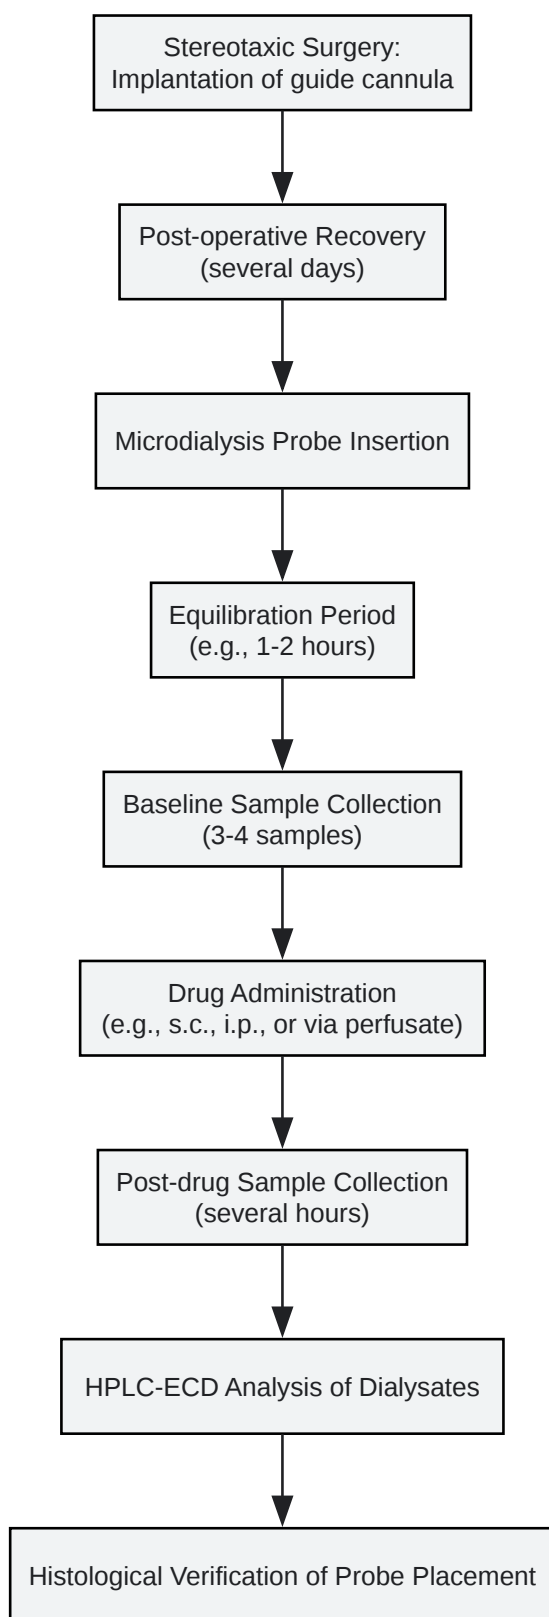 Stereotaxic Surgery:
Implantation of guide cannula
Post-operative Recovery
(several days)
Microdialysis Probe Insertion
Equilibration Period
(e.g., 1-2 hours)
Baseline Sample Collection
(3-4 samples)
Drug Administration
(e.g., s.c., i.p., or via perfusate)
Post-drug Sample Collection
(several hours)
HPLC-ECD Analysis of Dialysates
Histological Verification of Probe Placement